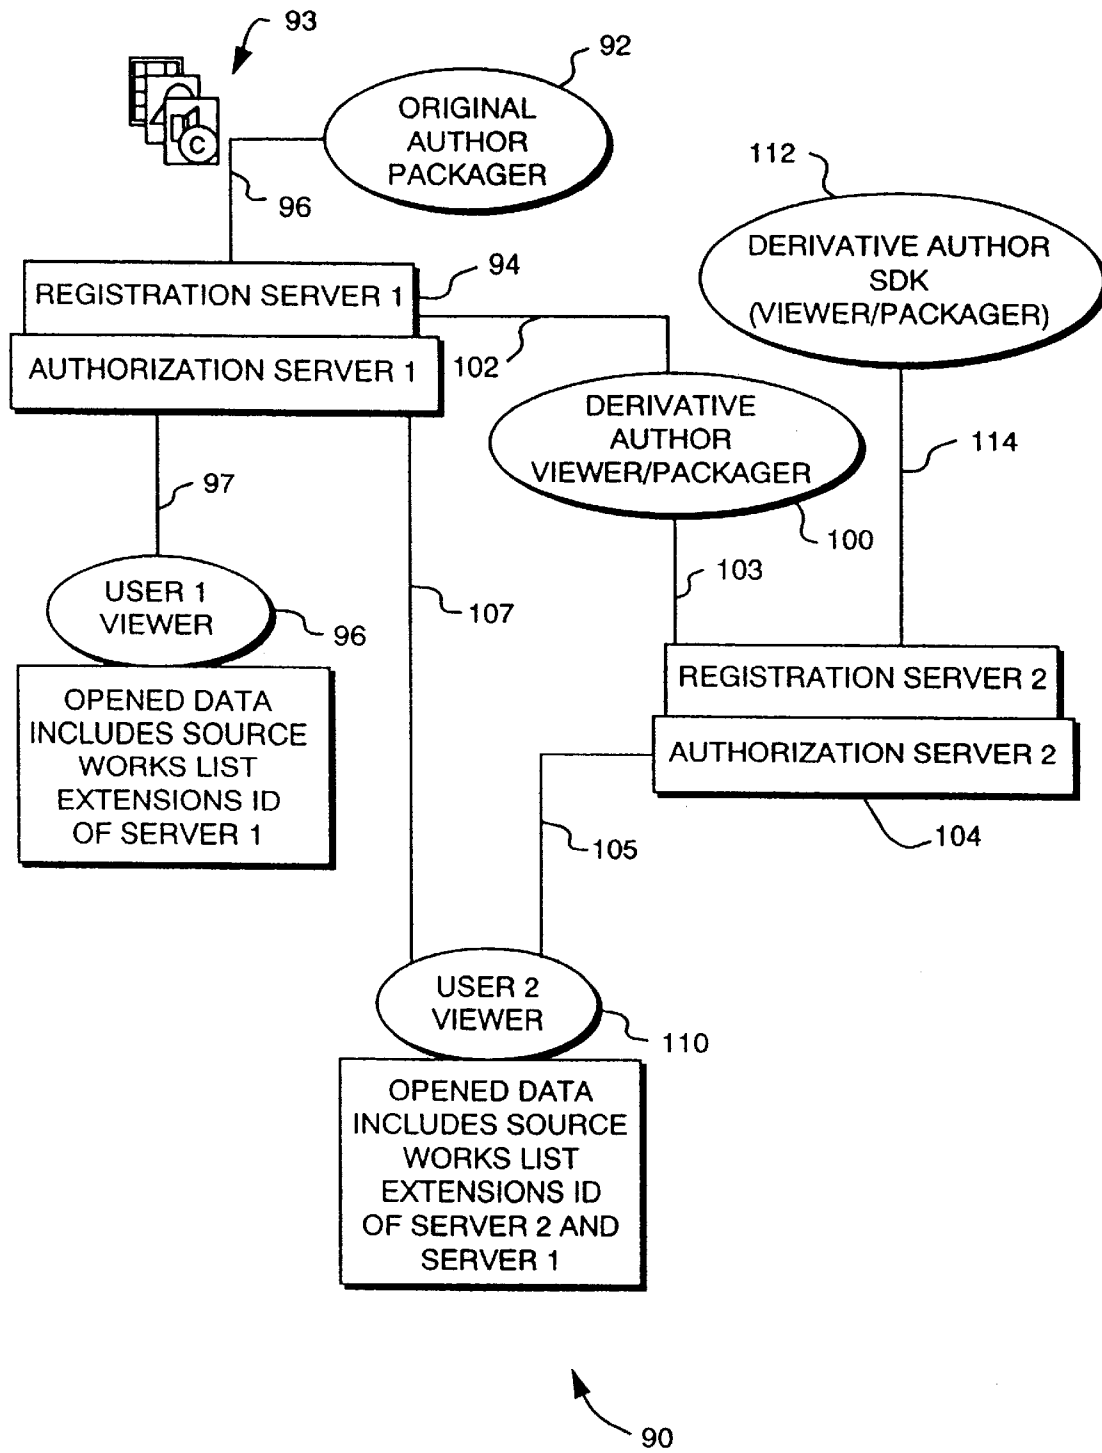 93
92
ORIGINAL
AUTHOR
PACKAGER
C
96
112
DERIVATIVE AUTHOR
SDK
(VIEWER/PACKAGER)
94
REGISTRATION SERVER 1
AUTHORIZATION SERVER 1
102
DERIVATIVE
AUTHOR
VIEWER/PACKAGER
114
97
100
103
USER 1
VIEWER
96
107
REGISTRATION SERVER 2
AUTHORIZATION SERVER 2
OPENED DATA
INCLUDES SOURCE
WORKS LIST
EXTENSIONS ID
OF SERVER 1
105
104
USER 2
VIEWER
110
OPENED DATA
INCLUDES SOURCE
WORKS LIST
EXTENSIONS ID
OF SERVER 2 AND
SERVER 1
90